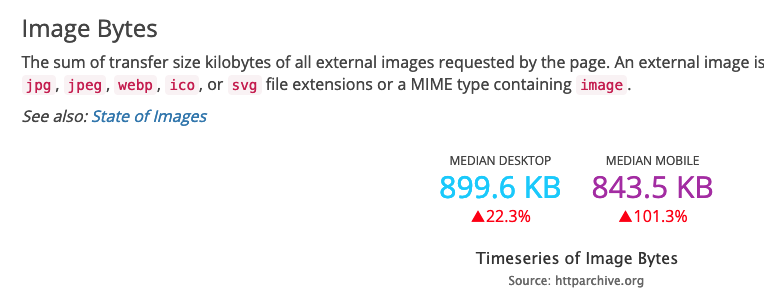 Image Bytes
The sum of transfer size kilobytes of all external images requested by the page. An external image is
jpg, jpeg, webp, ico, or svg file extensions or a MIME type containing image.
See also: State of Images
MEDIAN DESKTOP MEDIAN MOBILE
899.6 KB 843.5 KB
▲22.3% ▲101.3%
Timeseries of Image Bytes
Source: httparchive.org